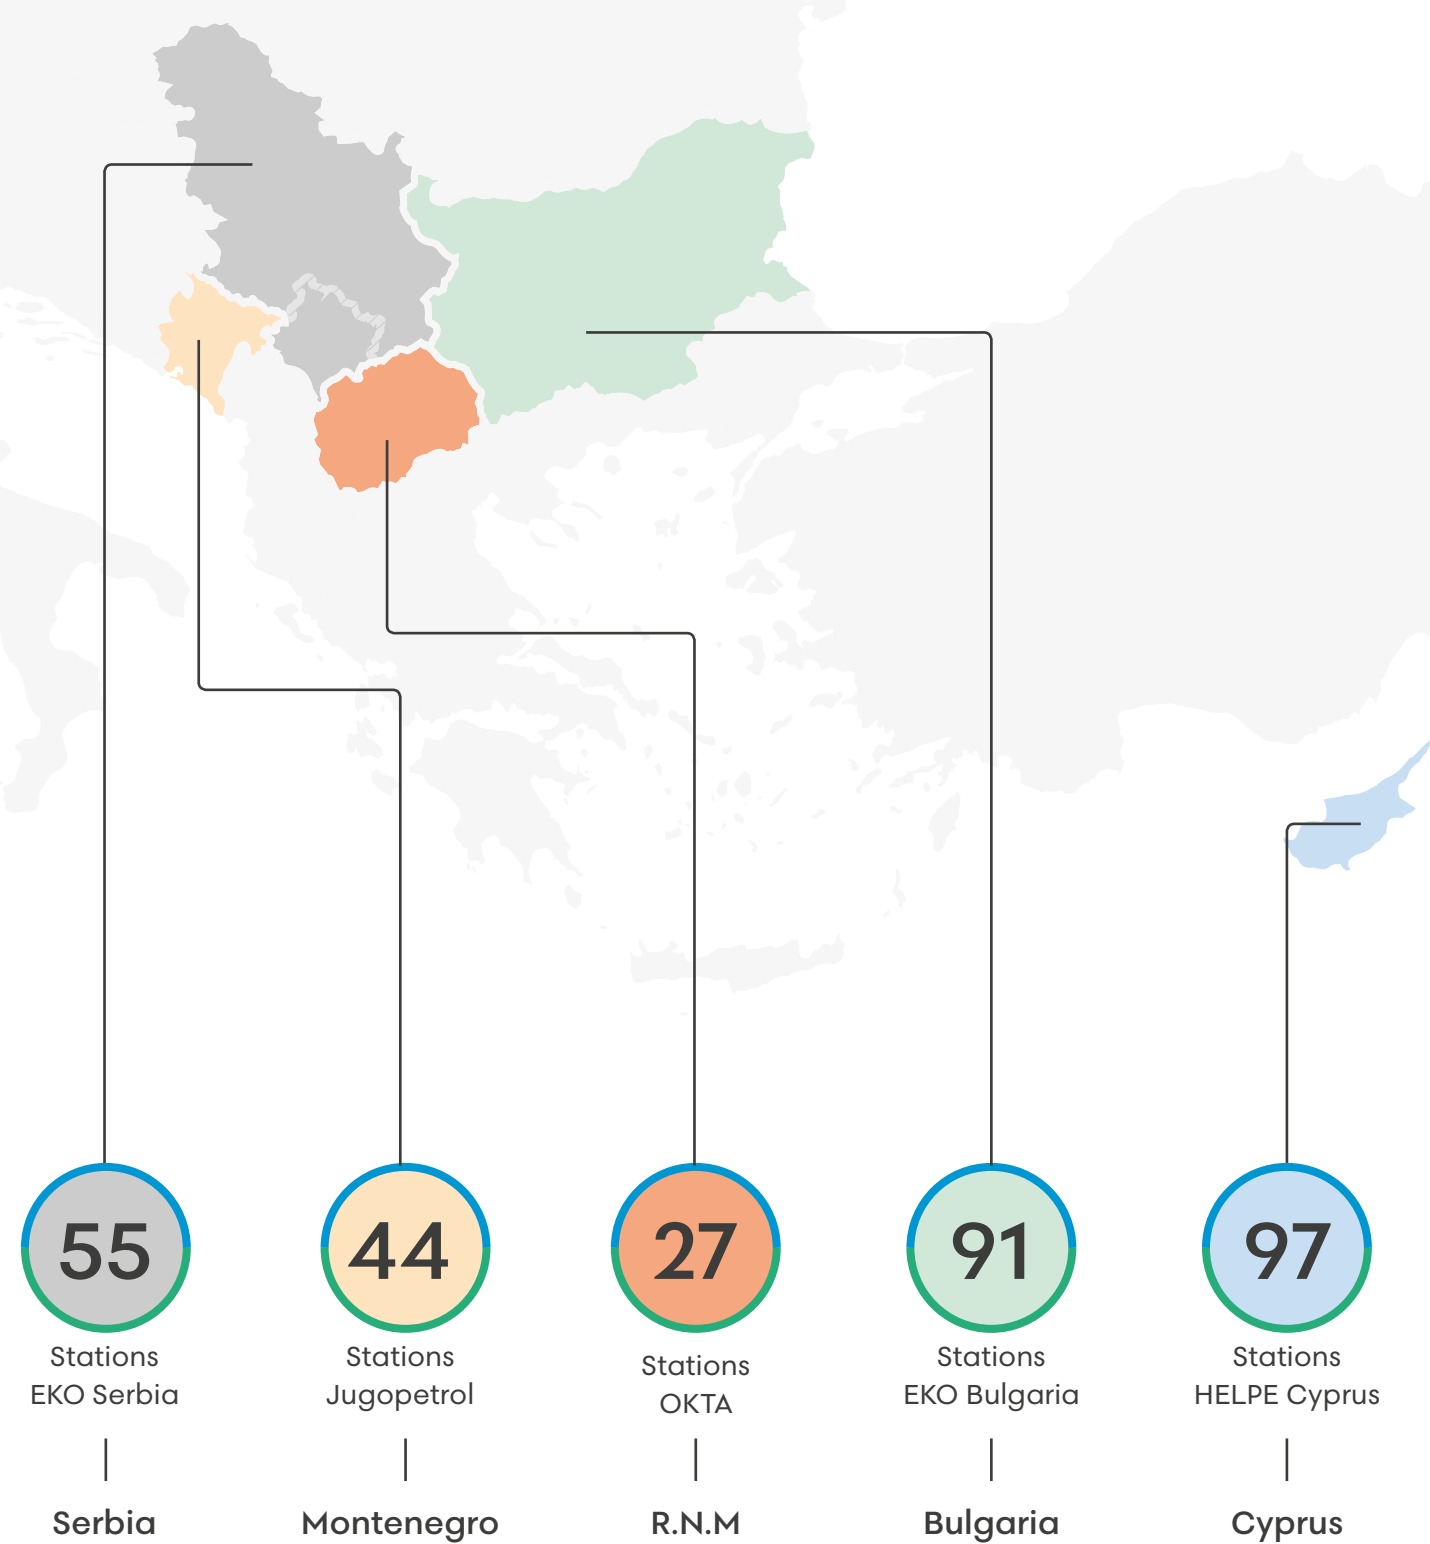 55
Stations
EKO Serbia
Serbia
44
Stations
Jugopetrol
Montenegro
27
Stations
OKTA
R.N.M
91
Stations
EKO Bulgaria
Bulgaria
97
Stations
HELPE Cyprus
Cyprus